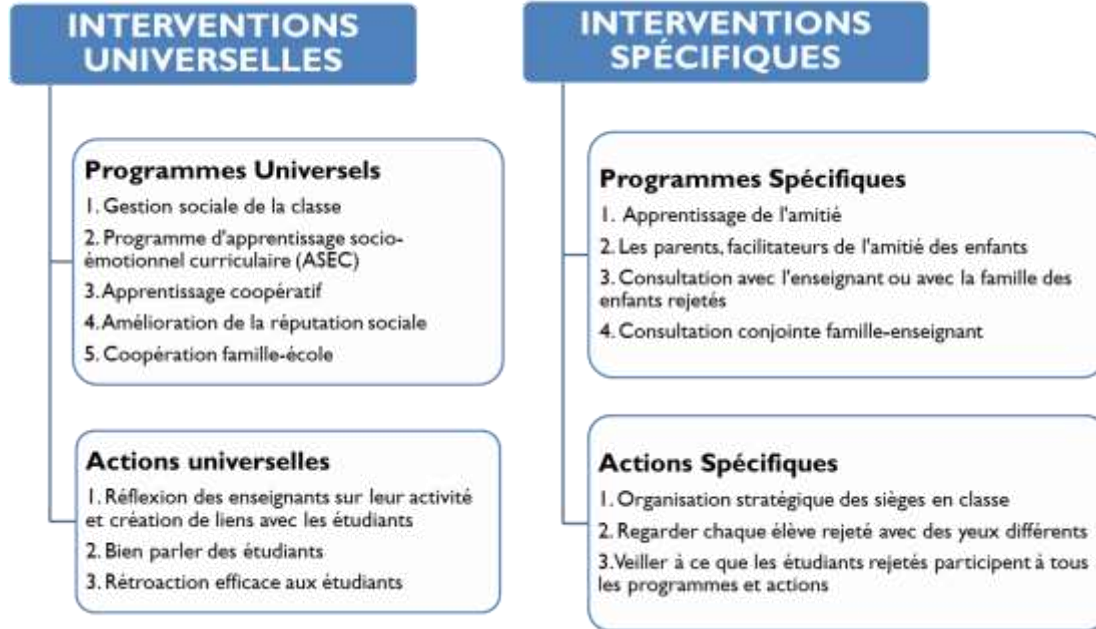 INTERVENTIONS
UNIVERSELLES
Programmes Universels
1. Gestion sociale de la classe
2. Programme d'apprentissage socio-
émotionnel curriculaire (ASEC)
3. Apprentissage coopératif
4. Amélioration de la réputation sociale
5. Coopération famille-école
Actions universelles
1. Réflexion des enseignants sur leur activité
et création de liens avec les étudiants
2. Bien parler des étudiants
3. Rétroaction efficace aux étudiants
INTERVENTIONS
SPÉCIFIQUES
Programmes Spécifiques
1. Apprentissage de l'amitié
2. Les parents, facilitateurs de l'amitié des enfants
3. Consultation avec l'enseignant ou avec la famille des
enfants rejetés
4. Consultation conjointe famille-enseignant
Actions Spécifiques
1. Organisation stratégique des sièges en classe
2. Regarder chaque élève rejeté avec des yeux différents
3. Veiller à ce que les étudiants rejetés participent à tous
les programmes et actions